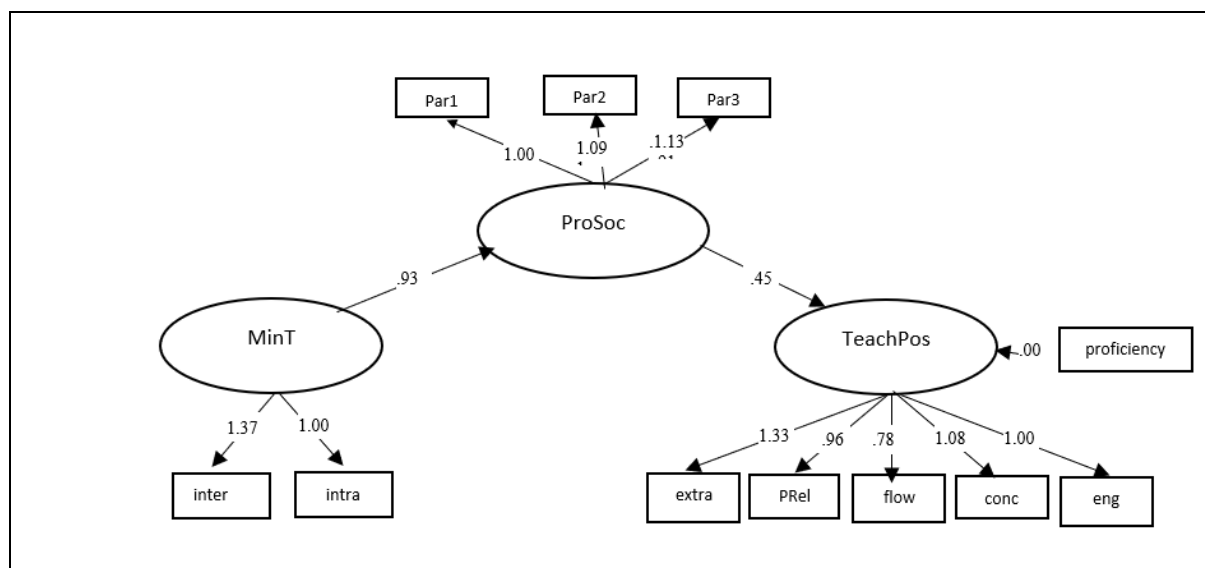 Par1
Par2
Par3
1.00
1.09
.1.13
ProSoc
.93
.45
MinT
TeachPos
.00
proficiency
1.37
1.00
1.33
.96
.78
1.08
1.00
inter
intra
extra
PRel
flow
conc
eng